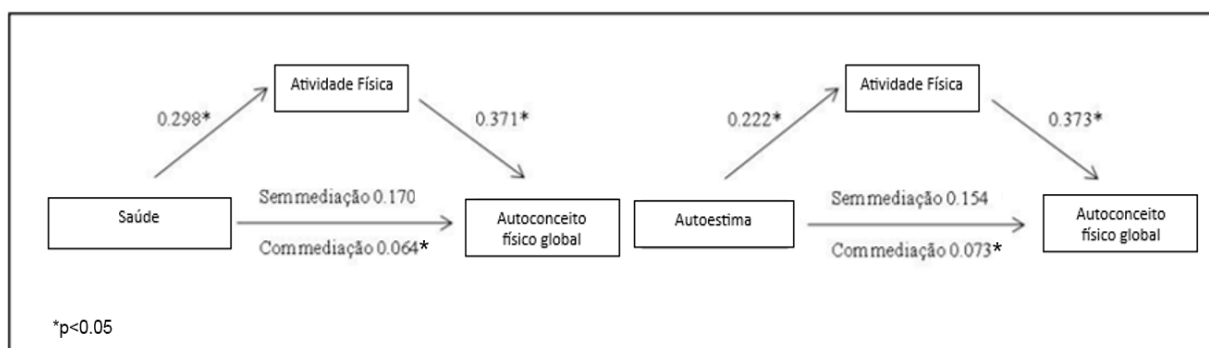 Atividade Física
0.298*
0.371*
Saúde
Sem mediação 0.170
Com mediação 0.064*
Autoconceito
físico global
Atividade Física
0.222*
0.373*
Autoestima
Sem mediação 0.154
Com mediação 0.073*
Autoconceito
físico global
*p<0.05